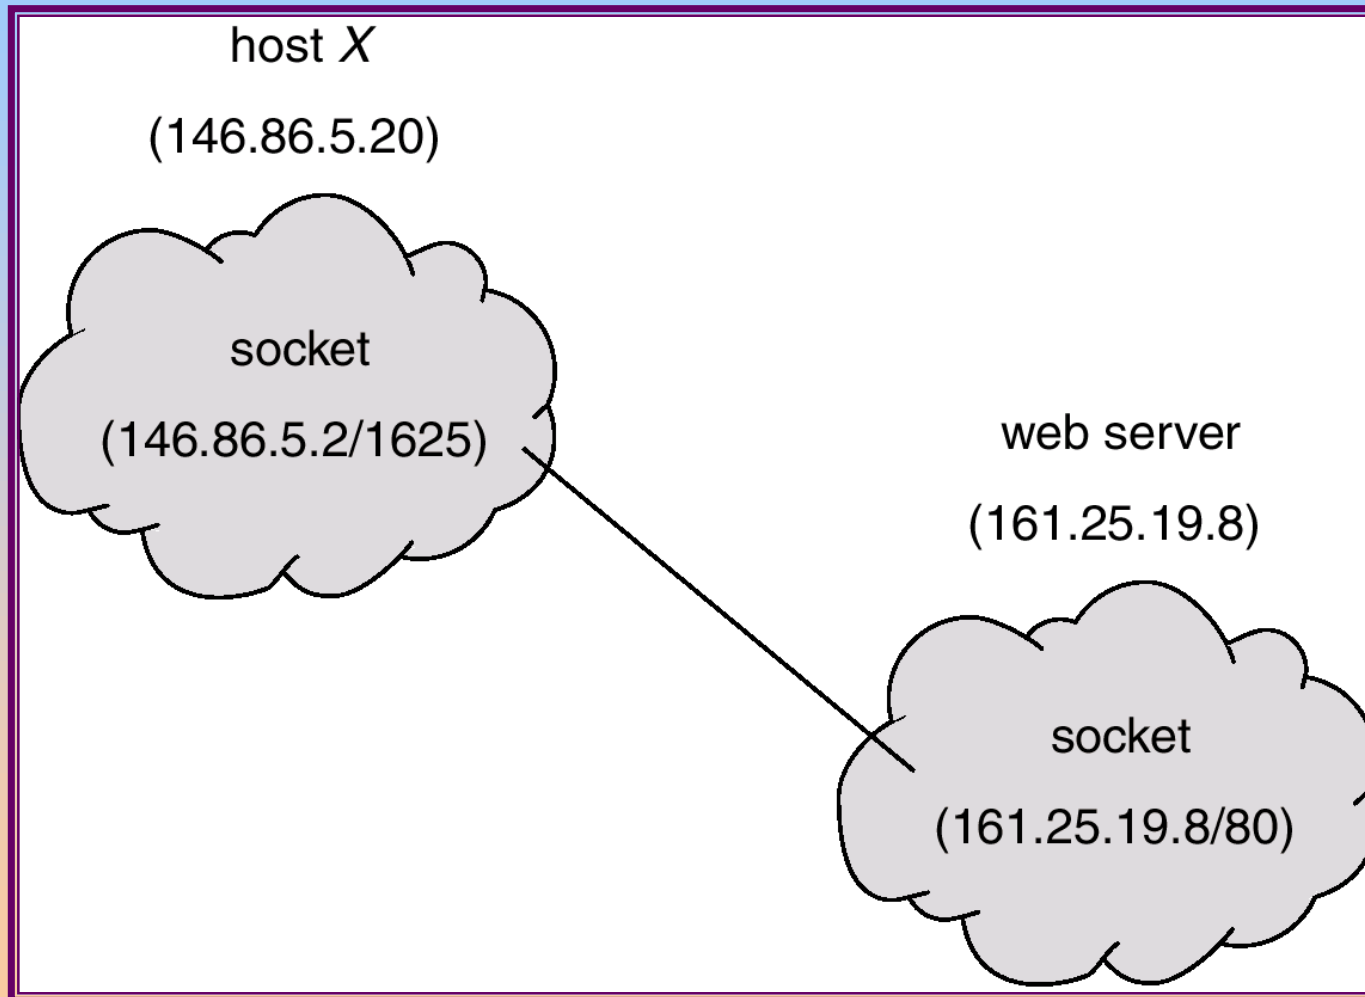 host X
(146.86.5.20)
socket
(146.86.5.2/1625)
web server
(161.25.19.8)
socket
(161.25.19.8/80)